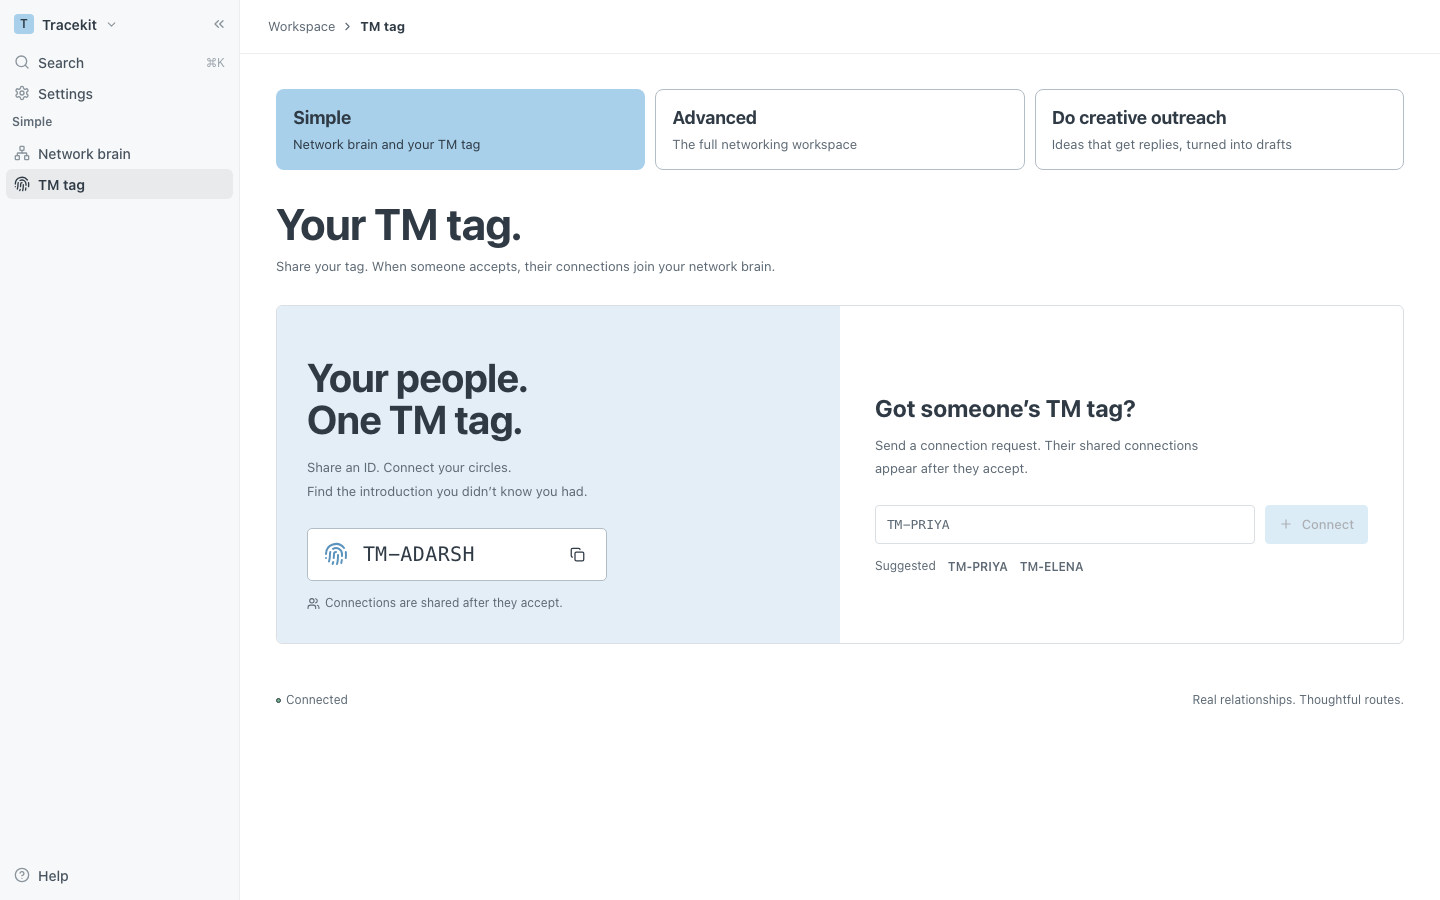 T Tracekit
Search ⌘K
Settings
Simple
Network brain
TM tag
Help
Workspace > TM tag
Simple
Network brain and your TM tag
Advanced
The full networking workspace
Do creative outreach
Ideas that get replies, turned into drafts
Your TM tag.
Share your tag. When someone accepts, their connections join your network brain.
Your people.
One TM tag.
Share an ID. Connect your circles.
Find the introduction you didn’t know you had.
TM-ADARSH
Connections are shared after they accept.
Got someone’s TM tag?
Send a connection request. Their shared connections
appear after they accept.
TM-PRIYA
+ Connect
Suggested TM-PRIYA TM-ELENA
Connected
Real relationships. Thoughtful routes.